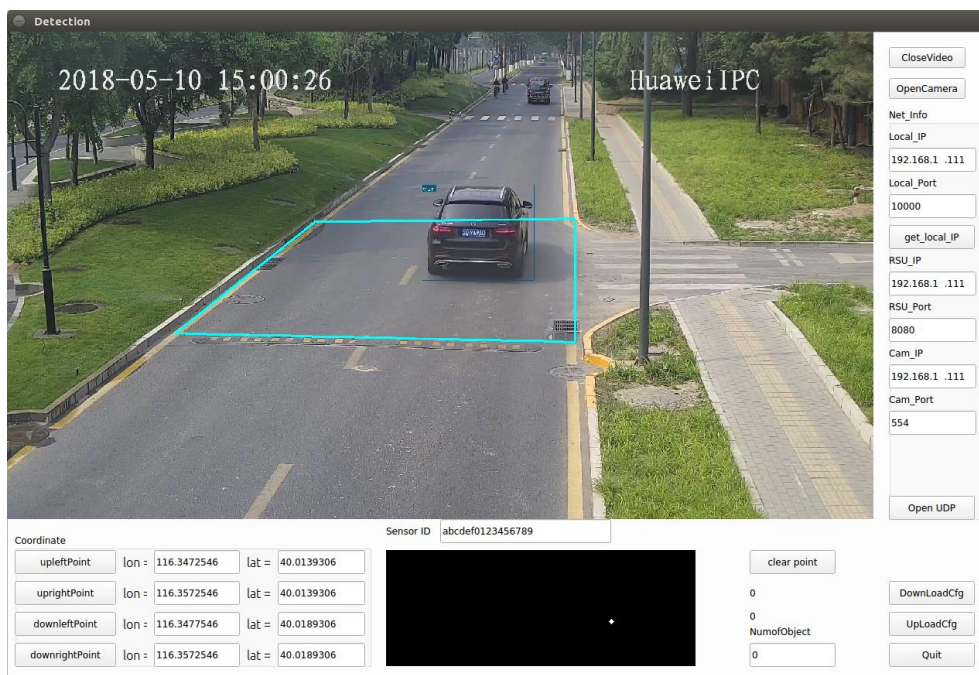 Detection
2018-05-10 15:00:26
HuaweiIPC
CloseVideo
OpenCamera
Net_Info
Local_IP
192.168.1 .111
Local_Port
10000
get_local_IP
RSU_IP
192.168.1 .111
RSU_Port
8080
Cam_IP
192.168.1 .111
Cam_Port
554
Open UDP
Sensor ID abcdef0123456789
Coordinate
upleftPoint lon = 116.3472546 lat = 40.0139306
uprightPoint lon = 116.3572546 lat = 40.0139306
downleftPoint lon = 116.3477546 lat = 40.0189306
downrightPoint lon = 116.3572546 lat = 40.0189306
clear point
0
0
NumofObject
0
DownLoadCfg
UpLoadCfg
Quit